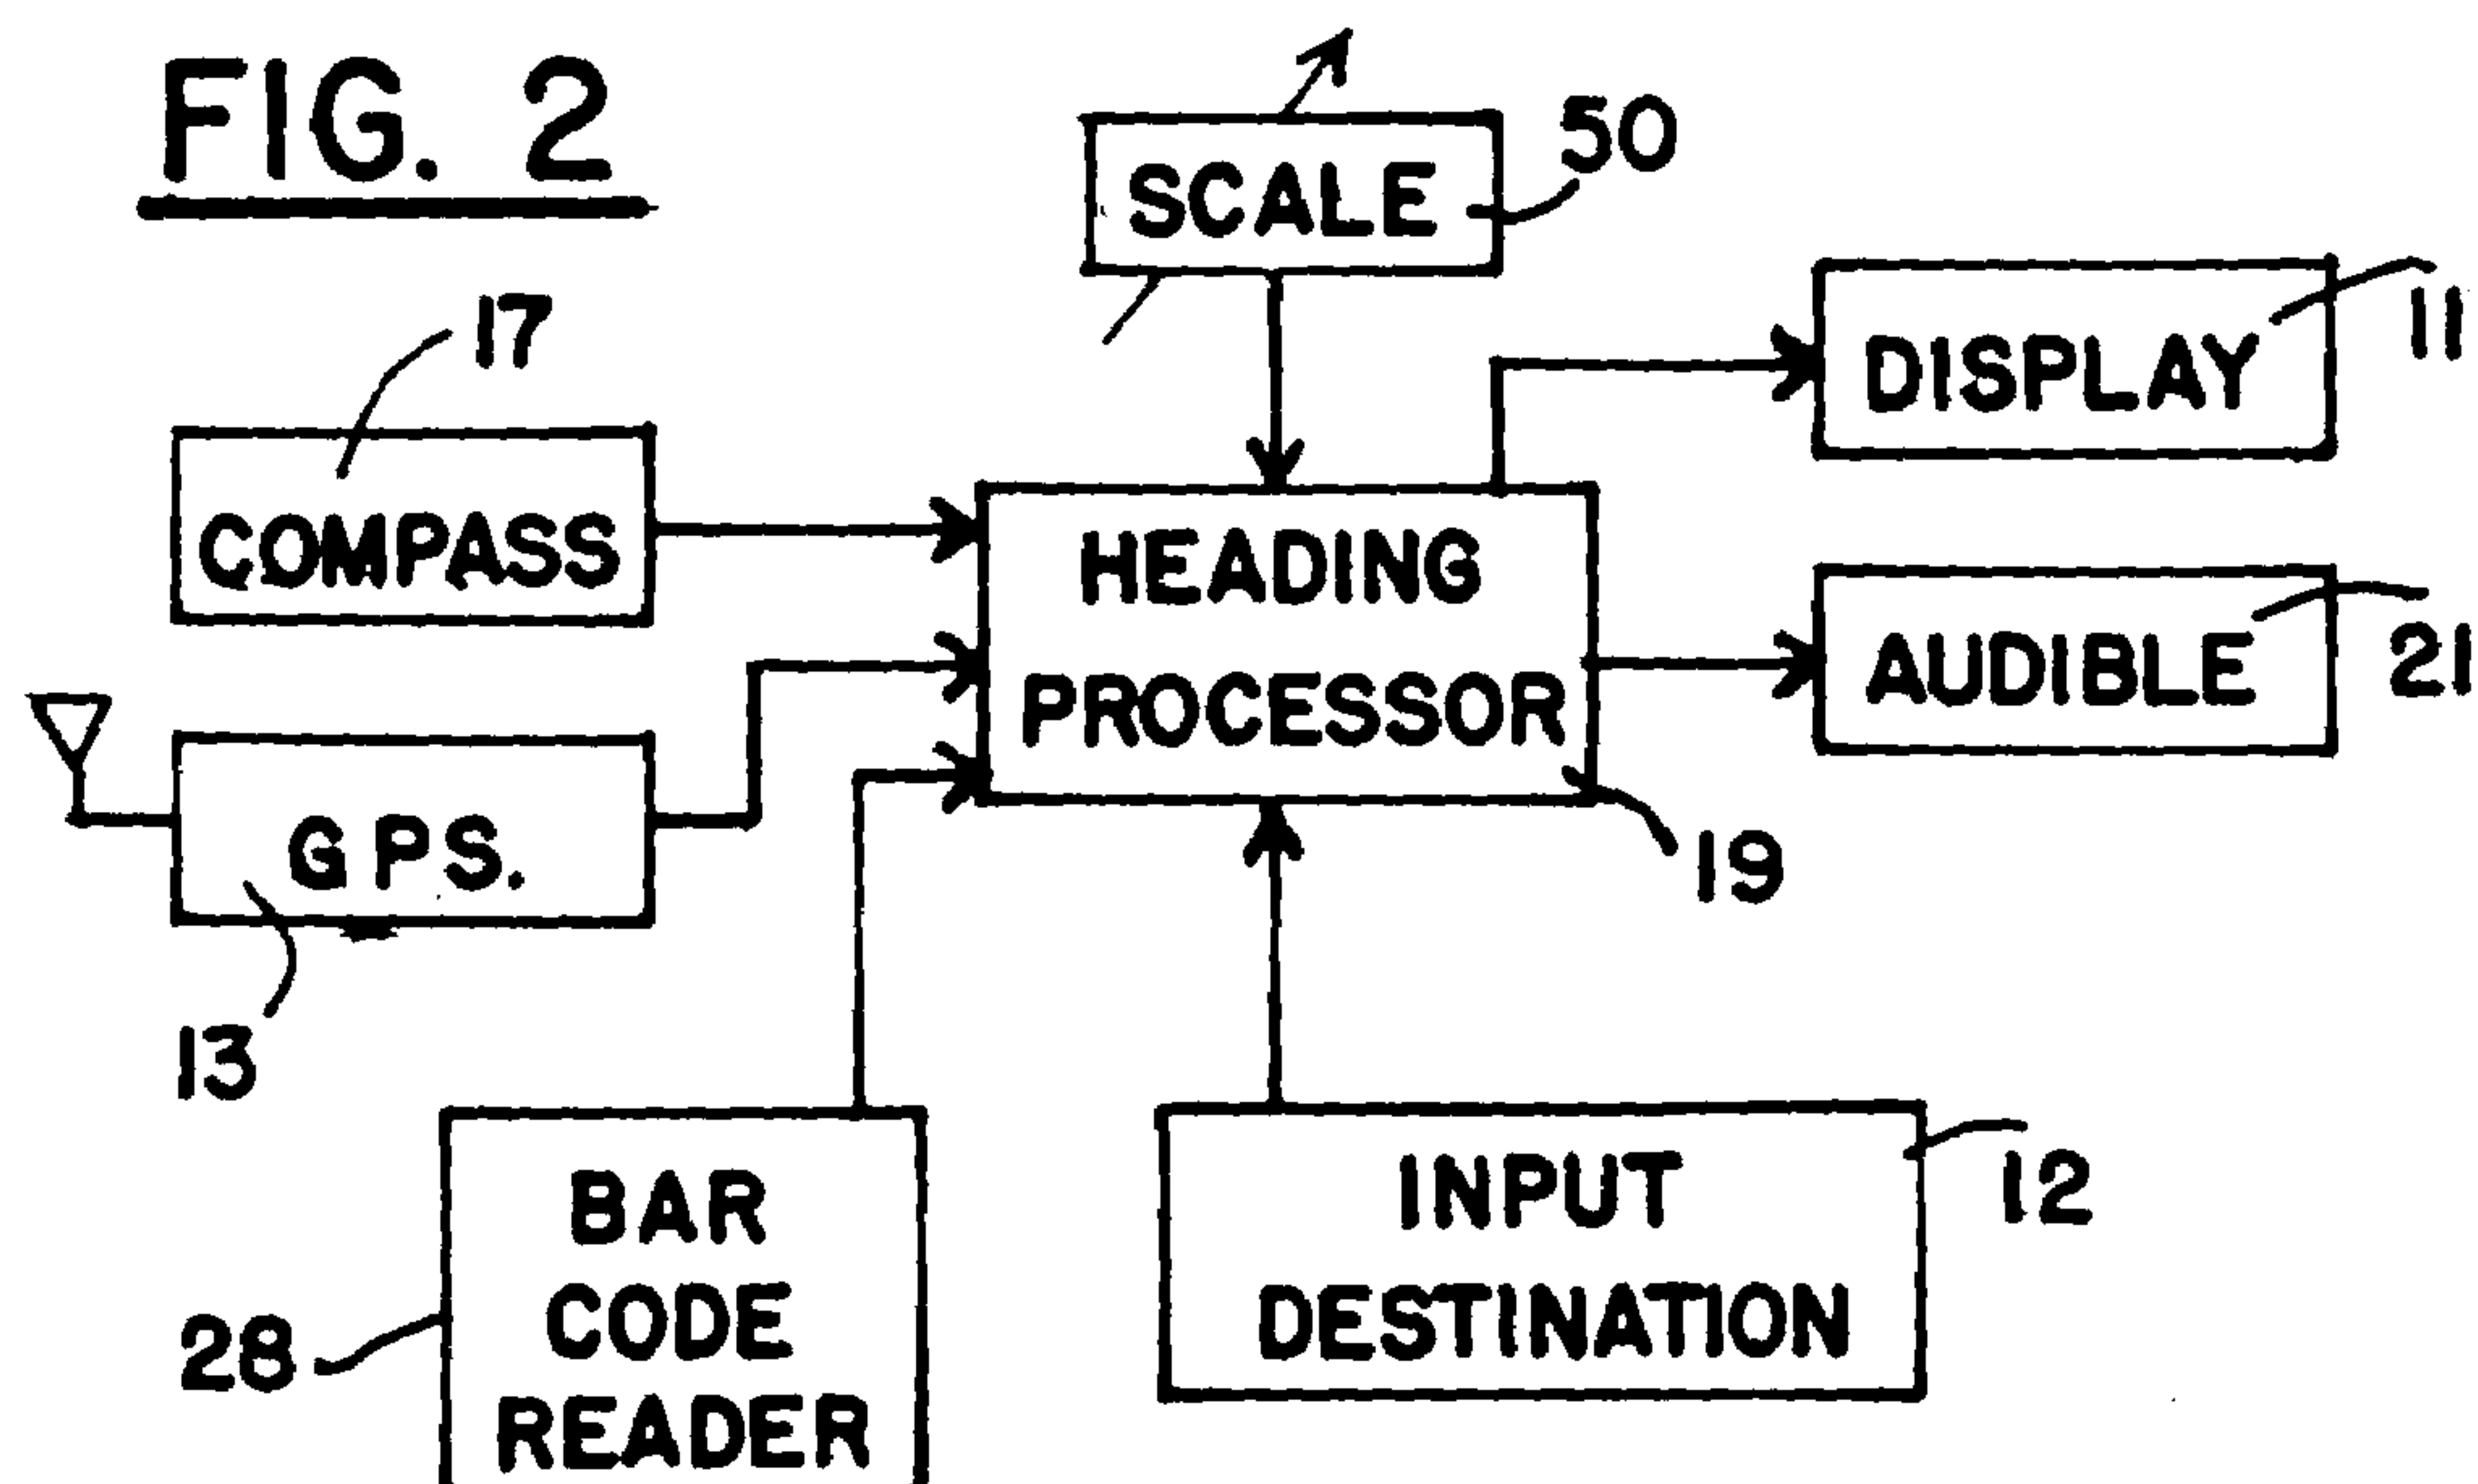 FIG. 2
SCALE
50
DISPLAY
11
17
COMPASS
HEADING
PROCESSOR
19
AUDIBLE
21
GPS.
13
BAR
CODE
READER
28
INPUT
DESTINATION
12